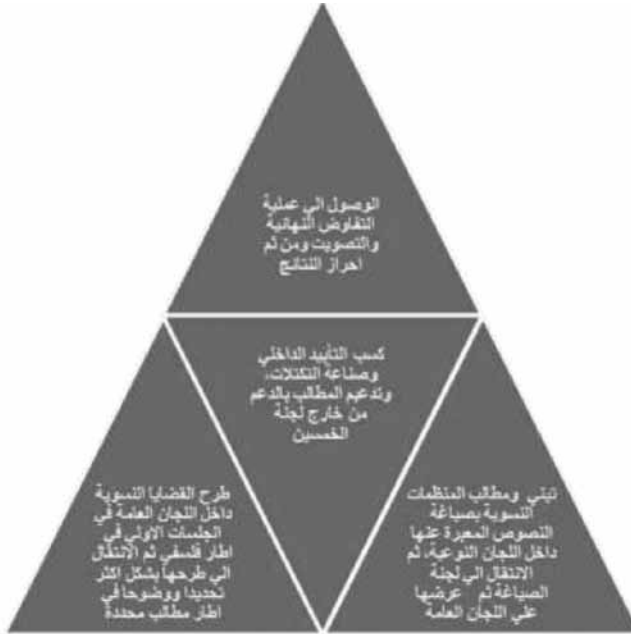 الوصول الي عملية
التفاوض النهائية
والتصويت ومن ثم
احراز النتائج
كسب التأييد الداخلي
وصناعة التكتلات،
وتدعيم المطالب بالدعم
من خارج لجنة
الخمسين
تبني ومطالب المنظمات
النسوية بصياغة
النصوص المعبرة عنها
داخل اللجان النوعية، ثم
الانتقال الي لجنة
الصياغة ثم عرضها
علي اللجان العامة
طرح القضايا النسوية
داخل اللجان العامة في
الجلسات الاولي في
اطار فلسفي ثم الانتقال
الي طرحها بشكل اكثر
تحديدا ووضوحا في
اطار مطالب محددة